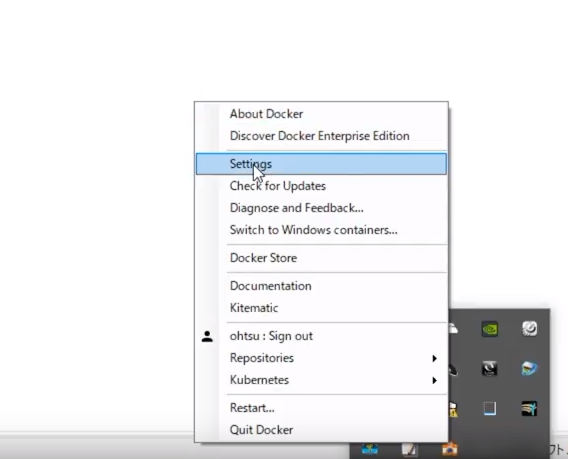 About Docker
Discover Docker Enterprise Edition
Settings
Check for Updates
Diagnose and Feedback...
Switch to Windows containers...
Docker Store
Documentation
Kitematic
ohtsu : Sign out
Repositories
Kubernetes
Restart...
Quit Docker